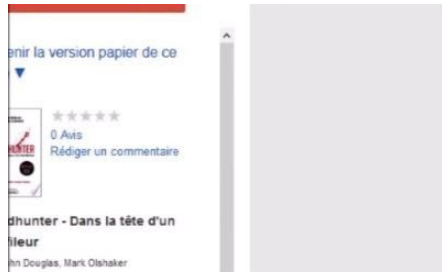 enir la version papier de ce
▼
0 Avis
Rédiger un commentaire
dhunter - Dans la tête d'un
fileur
hn Douglas, Mark Olshaker